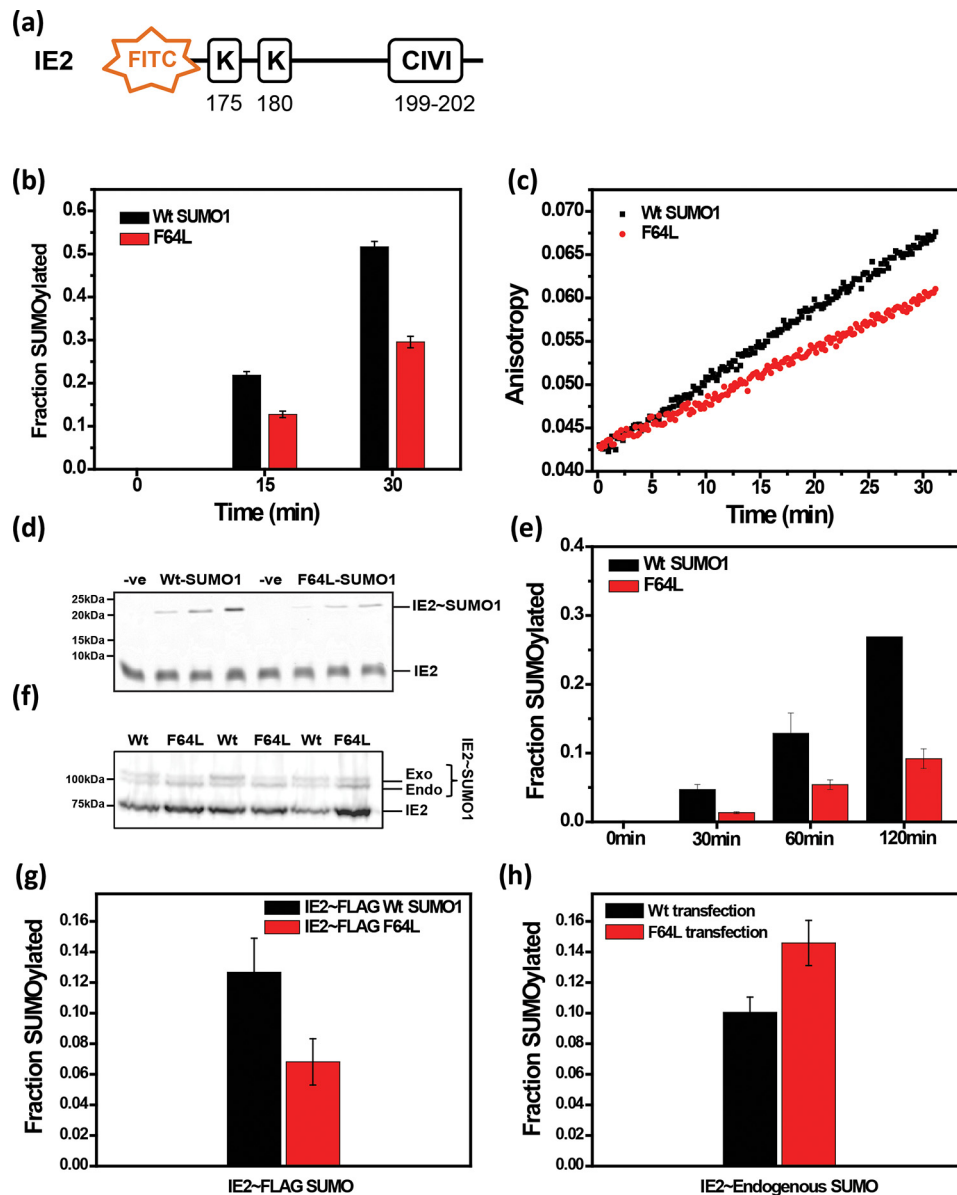 (a)
IE2 FITC K K CIVI
175 180 199-202
(b)
Wt SUMO1
F64L
Fraction SUMOylated
0.6
0.5
0.4
0.3
0.2
0.1
0.0
0 15 30
Time (min)
(c)
Wt SUMO1
F64L
Anisotropy
0.070
0.065
0.060
0.055
0.050
0.045
0.040
0 5 10 15 20 25 30
Time (min)
(d)
-ve Wt-SUMO1 -ve F64L-SUMO1
25kDa
20kDa
15kDa
10kDa
IE2~SUMO1
IE2
(e)
Wt SUMO1
F64L
Fraction SUMOylated
0.4
0.3
0.2
0.1
0.0
0min 30min 60min 120min
(f)
Wt F64L Wt F64L Wt F64L
100kDa
75kDa
Exo
Endo
IE2
IE2~SUMO1
(g)
IE2~FLAG Wt SUMO1
IE2~FLAG F64L
Fraction SUMOylated
0.16
0.14
0.12
0.10
0.08
0.06
0.04
0.02
0.00
IE2~FLAG SUMO
(h)
Wt transfection
F64L transfection
Fraction SUMOylated
0.16
0.14
0.12
0.10
0.08
0.06
0.04
0.02
0.00
IE2~Endogenous SUMO